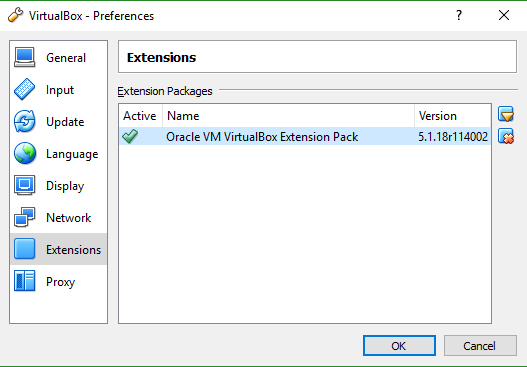 VirtualBox - Preferences
General
Input
Update
Language
Display
Network
Extensions
Proxy
Extensions
Extension Packages
Active Name Version
Oracle VM VirtualBox Extension Pack 5.1.18r114002
OK Cancel